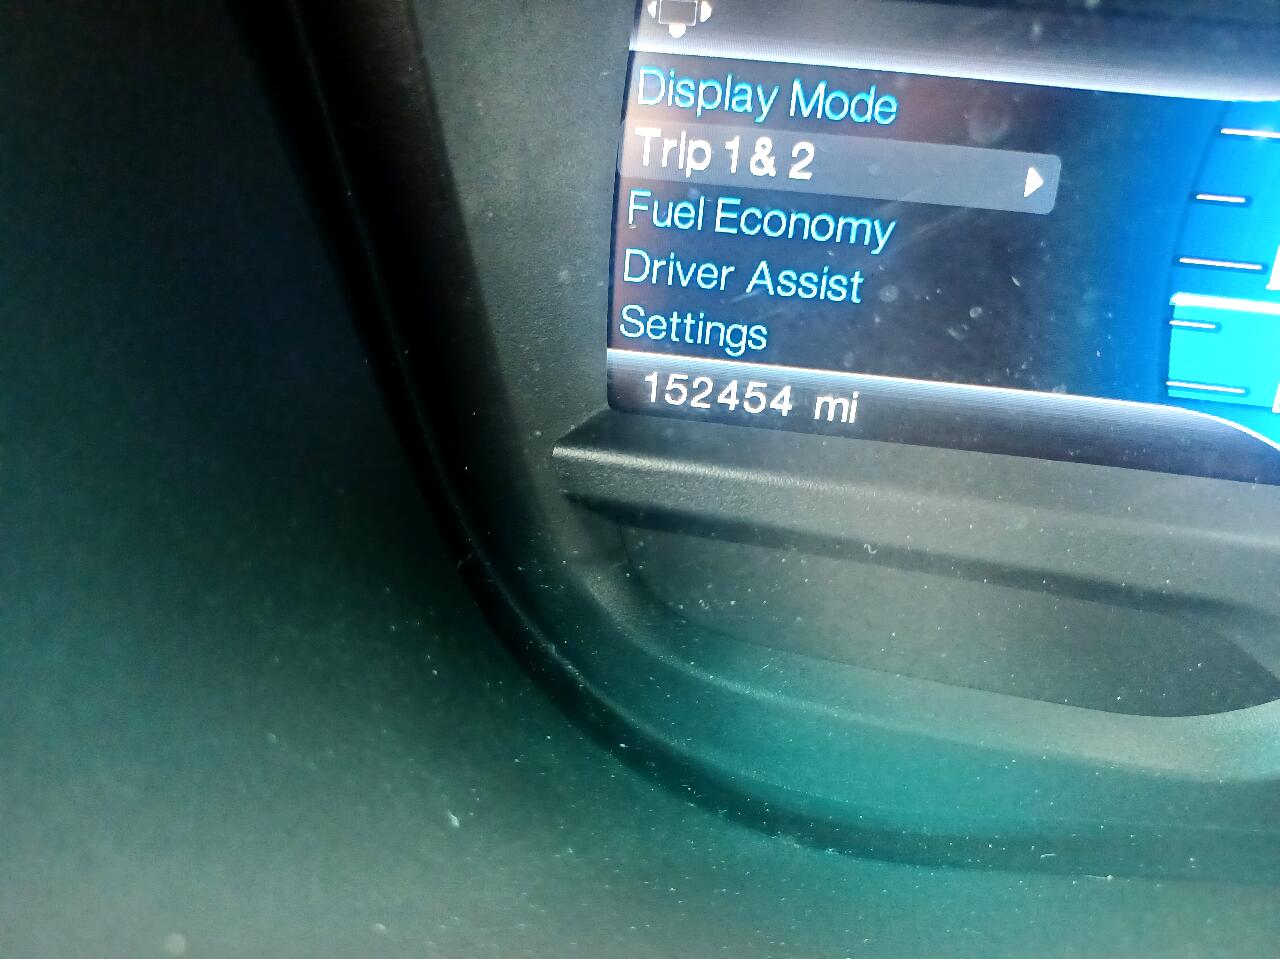 Display Mode
Trip 1 & 2
Fuel Economy
Driver Assist
Settings
152454 mi